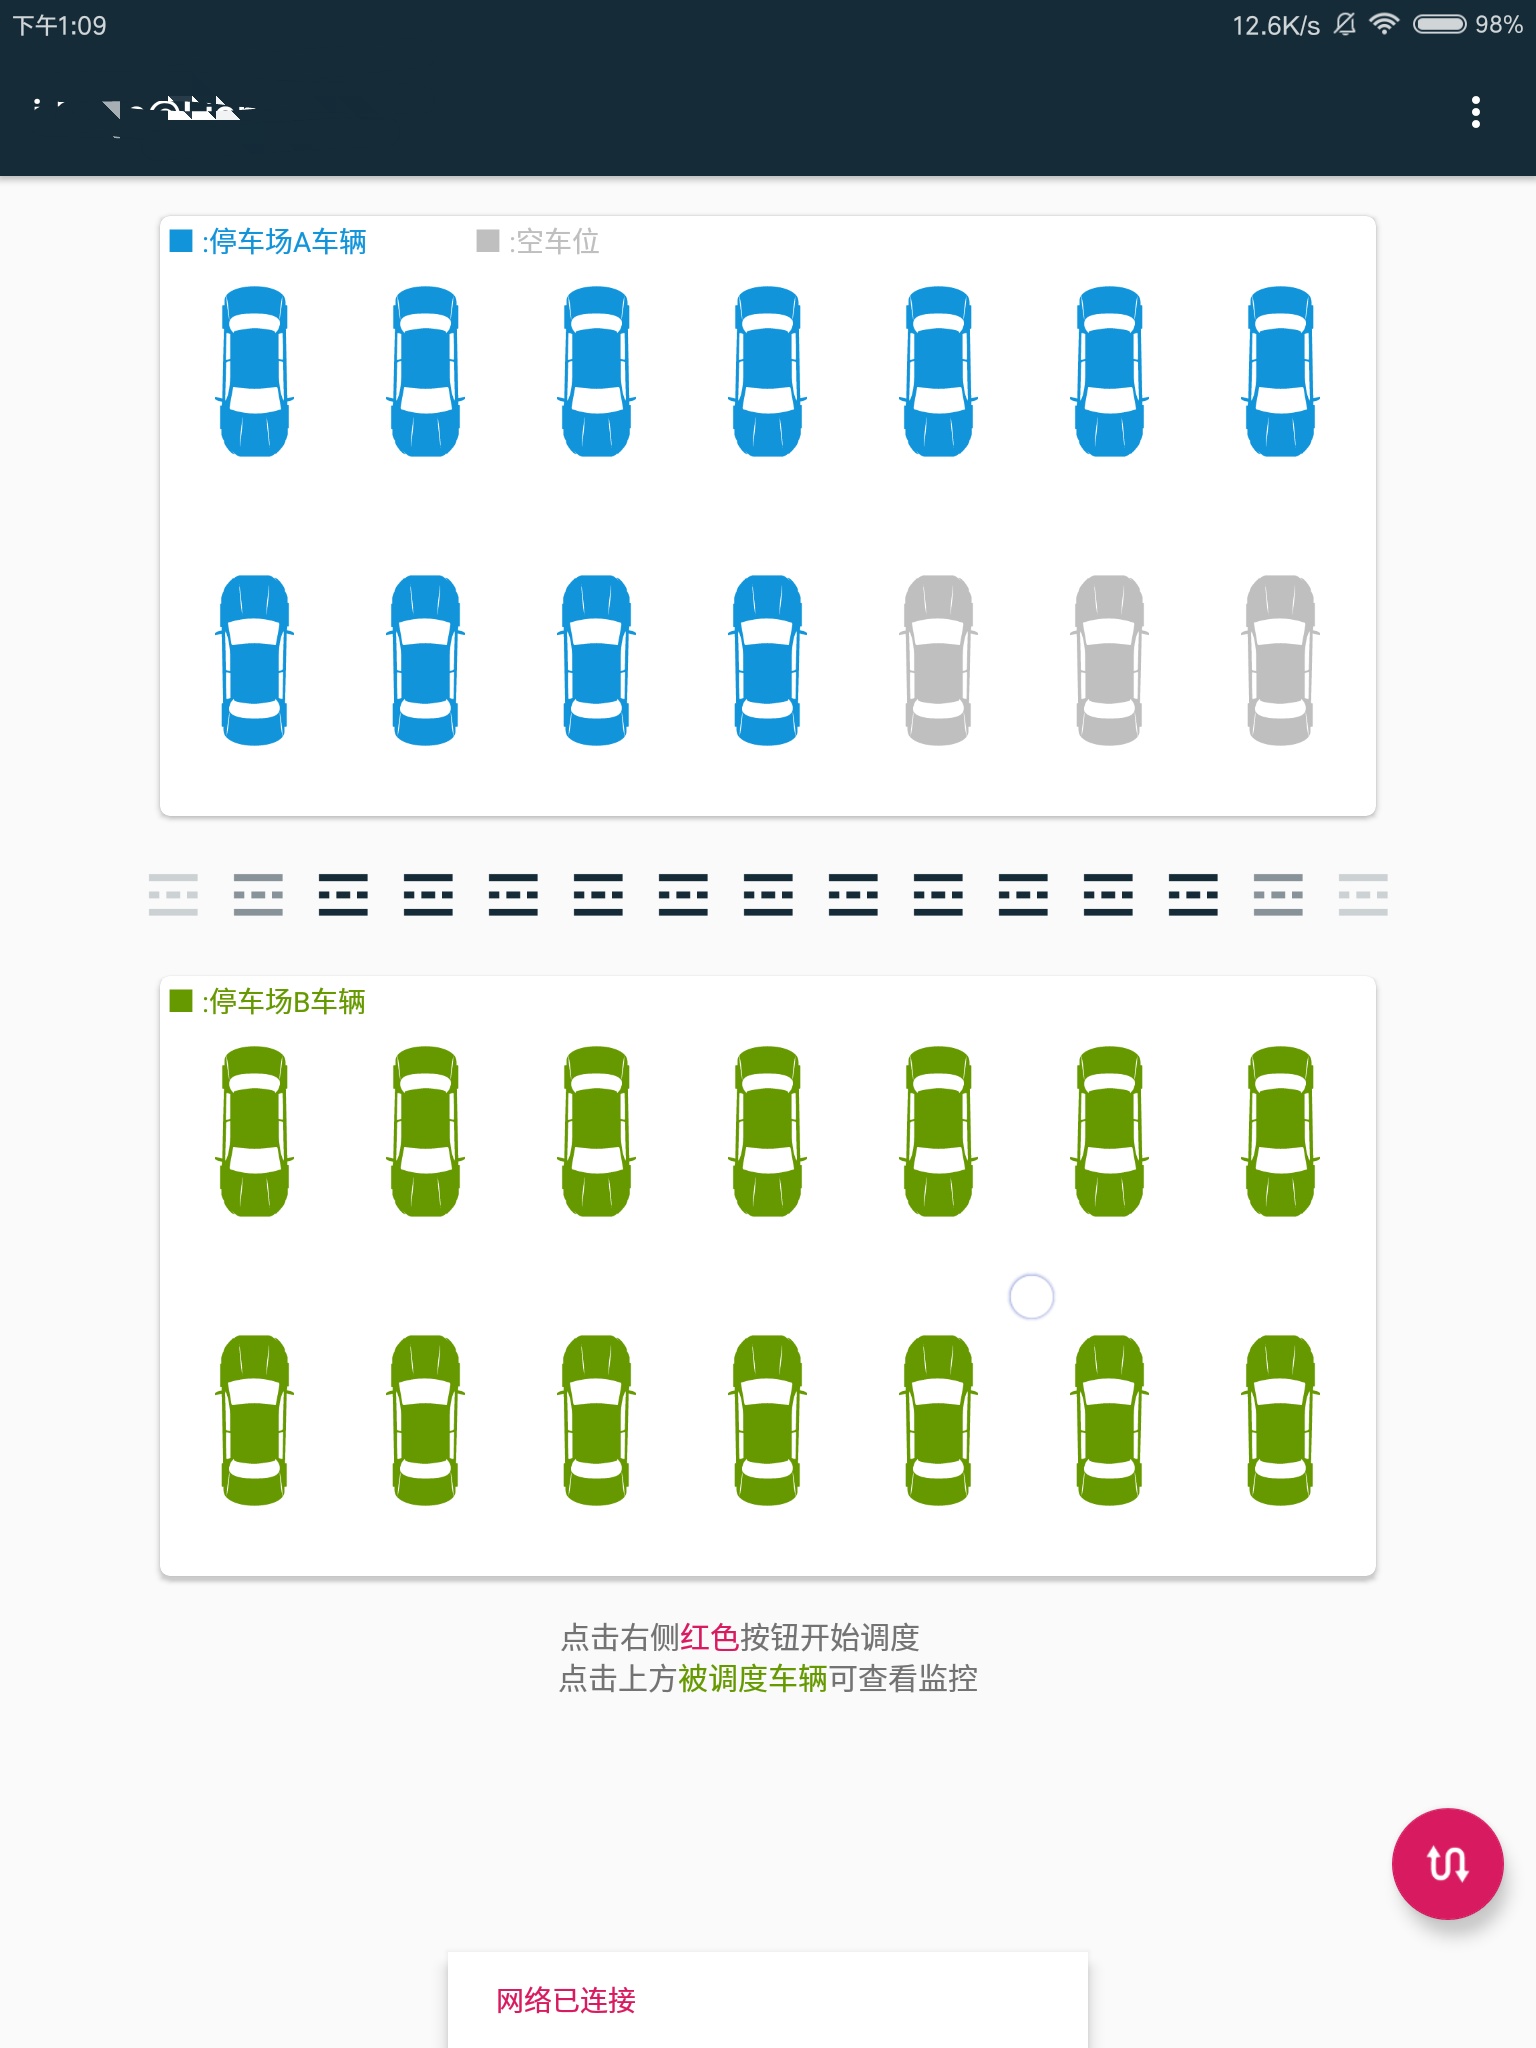 下午1:09 12.6K/s 98%
:停车场A车辆 :空车位
:停车场B车辆
点击右侧红色按钮开始调度
点击上方被调度车辆可查看监控
网络已连接